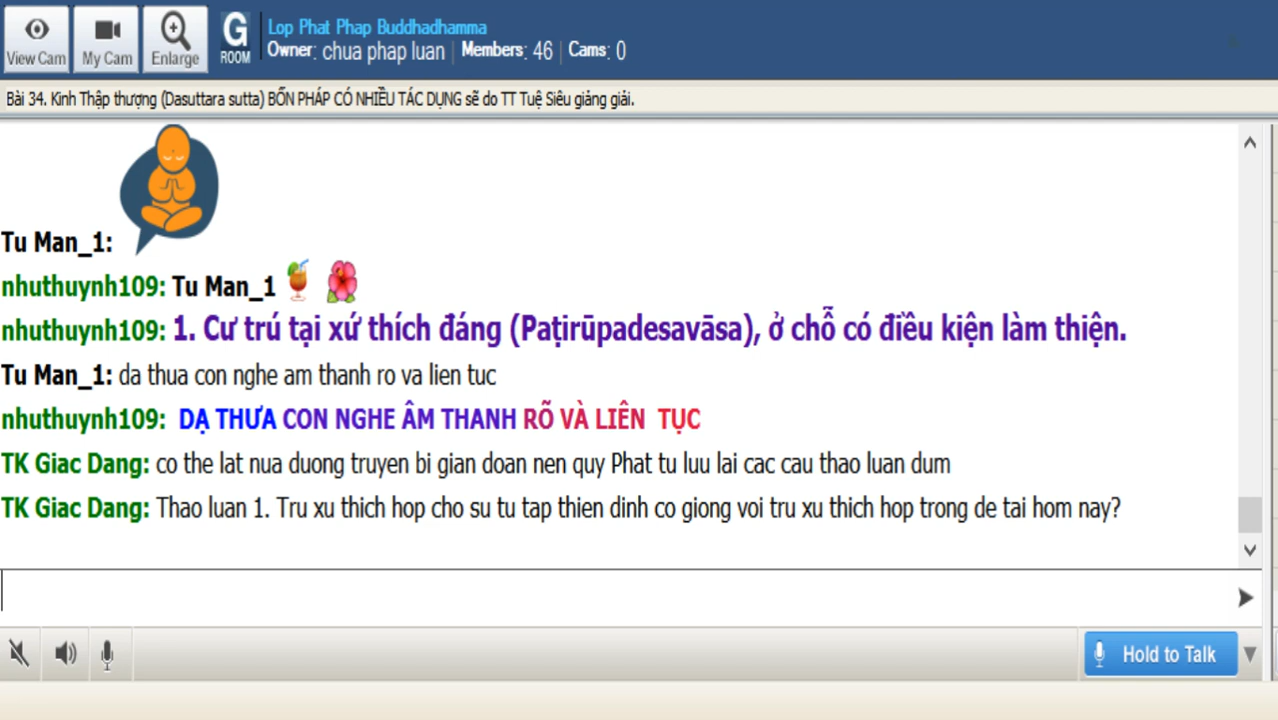 View Cam
My Cam
Enlarge
G
ROOM
Lop Phat Phap Buddhadhamma
Owner: chua phap luan | Members: 46 | Cams: 0
Bài 34. Kinh Thập thượng (Dasuttara sutta) BỐN PHÁP CÓ NHIỀU TÁC DỤNG sẽ do TT Tuệ Siêu giảng giải.
Tu Man_1:
nhuthuynh109: Tu Man_1
nhuthuynh109: 1. Cư trú tại xứ thích đáng (Paṭirūpadesavāsa), ở chỗ có điều kiện làm thiện.
Tu Man_1: da thua con nghe am thanh ro va lien tuc
nhuthuynh109: DẠ THƯA CON NGHE ÂM THANH RÕ VÀ LIÊN TỤC
TK Giac Dang: co the lat nua duong truyen bi gian doan nen quy Phat tu luu lai cac cau thao luan dum
TK Giac Dang: Thao luan 1. Tru xu thich hop cho su tu tap thien dinh co giong voi tru xu thich hop trong de tai hom nay?
Hold to Talk